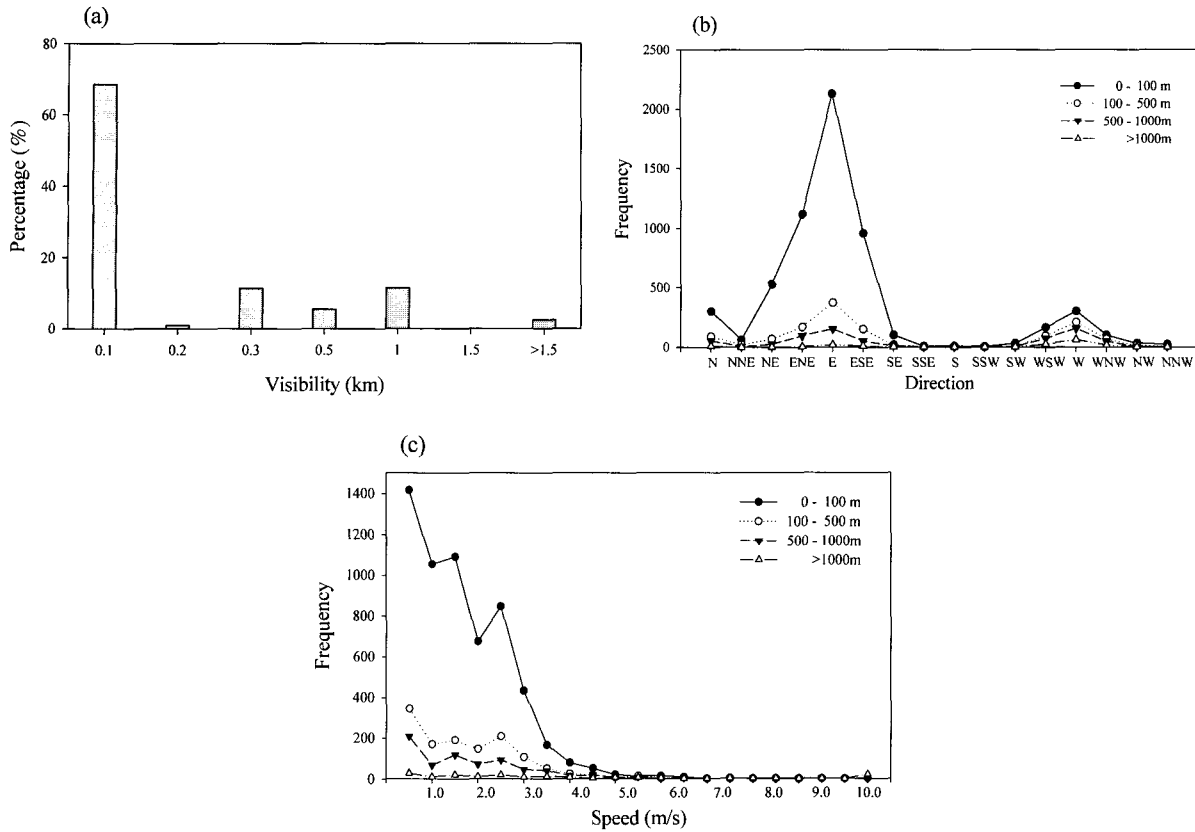 (a)
80
60
40
20
0
Percentage (%)
0.1 0.2 0.3 0.5 1 1.5 >1.5
Visibility (km)
(b)
2500
2000
1500
1000
500
0
Frequency
0 - 100 m
100 - 500 m
500 - 1000m
>1000m
N NNE NE ENE E ESE SE SSE S SSW SW WSW W WNW NW NNW
Direction
(c)
1400
1200
1000
800
600
400
200
0
Frequency
0 - 100 m
100 - 500 m
500 - 1000m
>1000m
1.0 2.0 3.0 4.0 5.0 6.0 7.0 8.0 9.0 10.0
Speed (m/s)